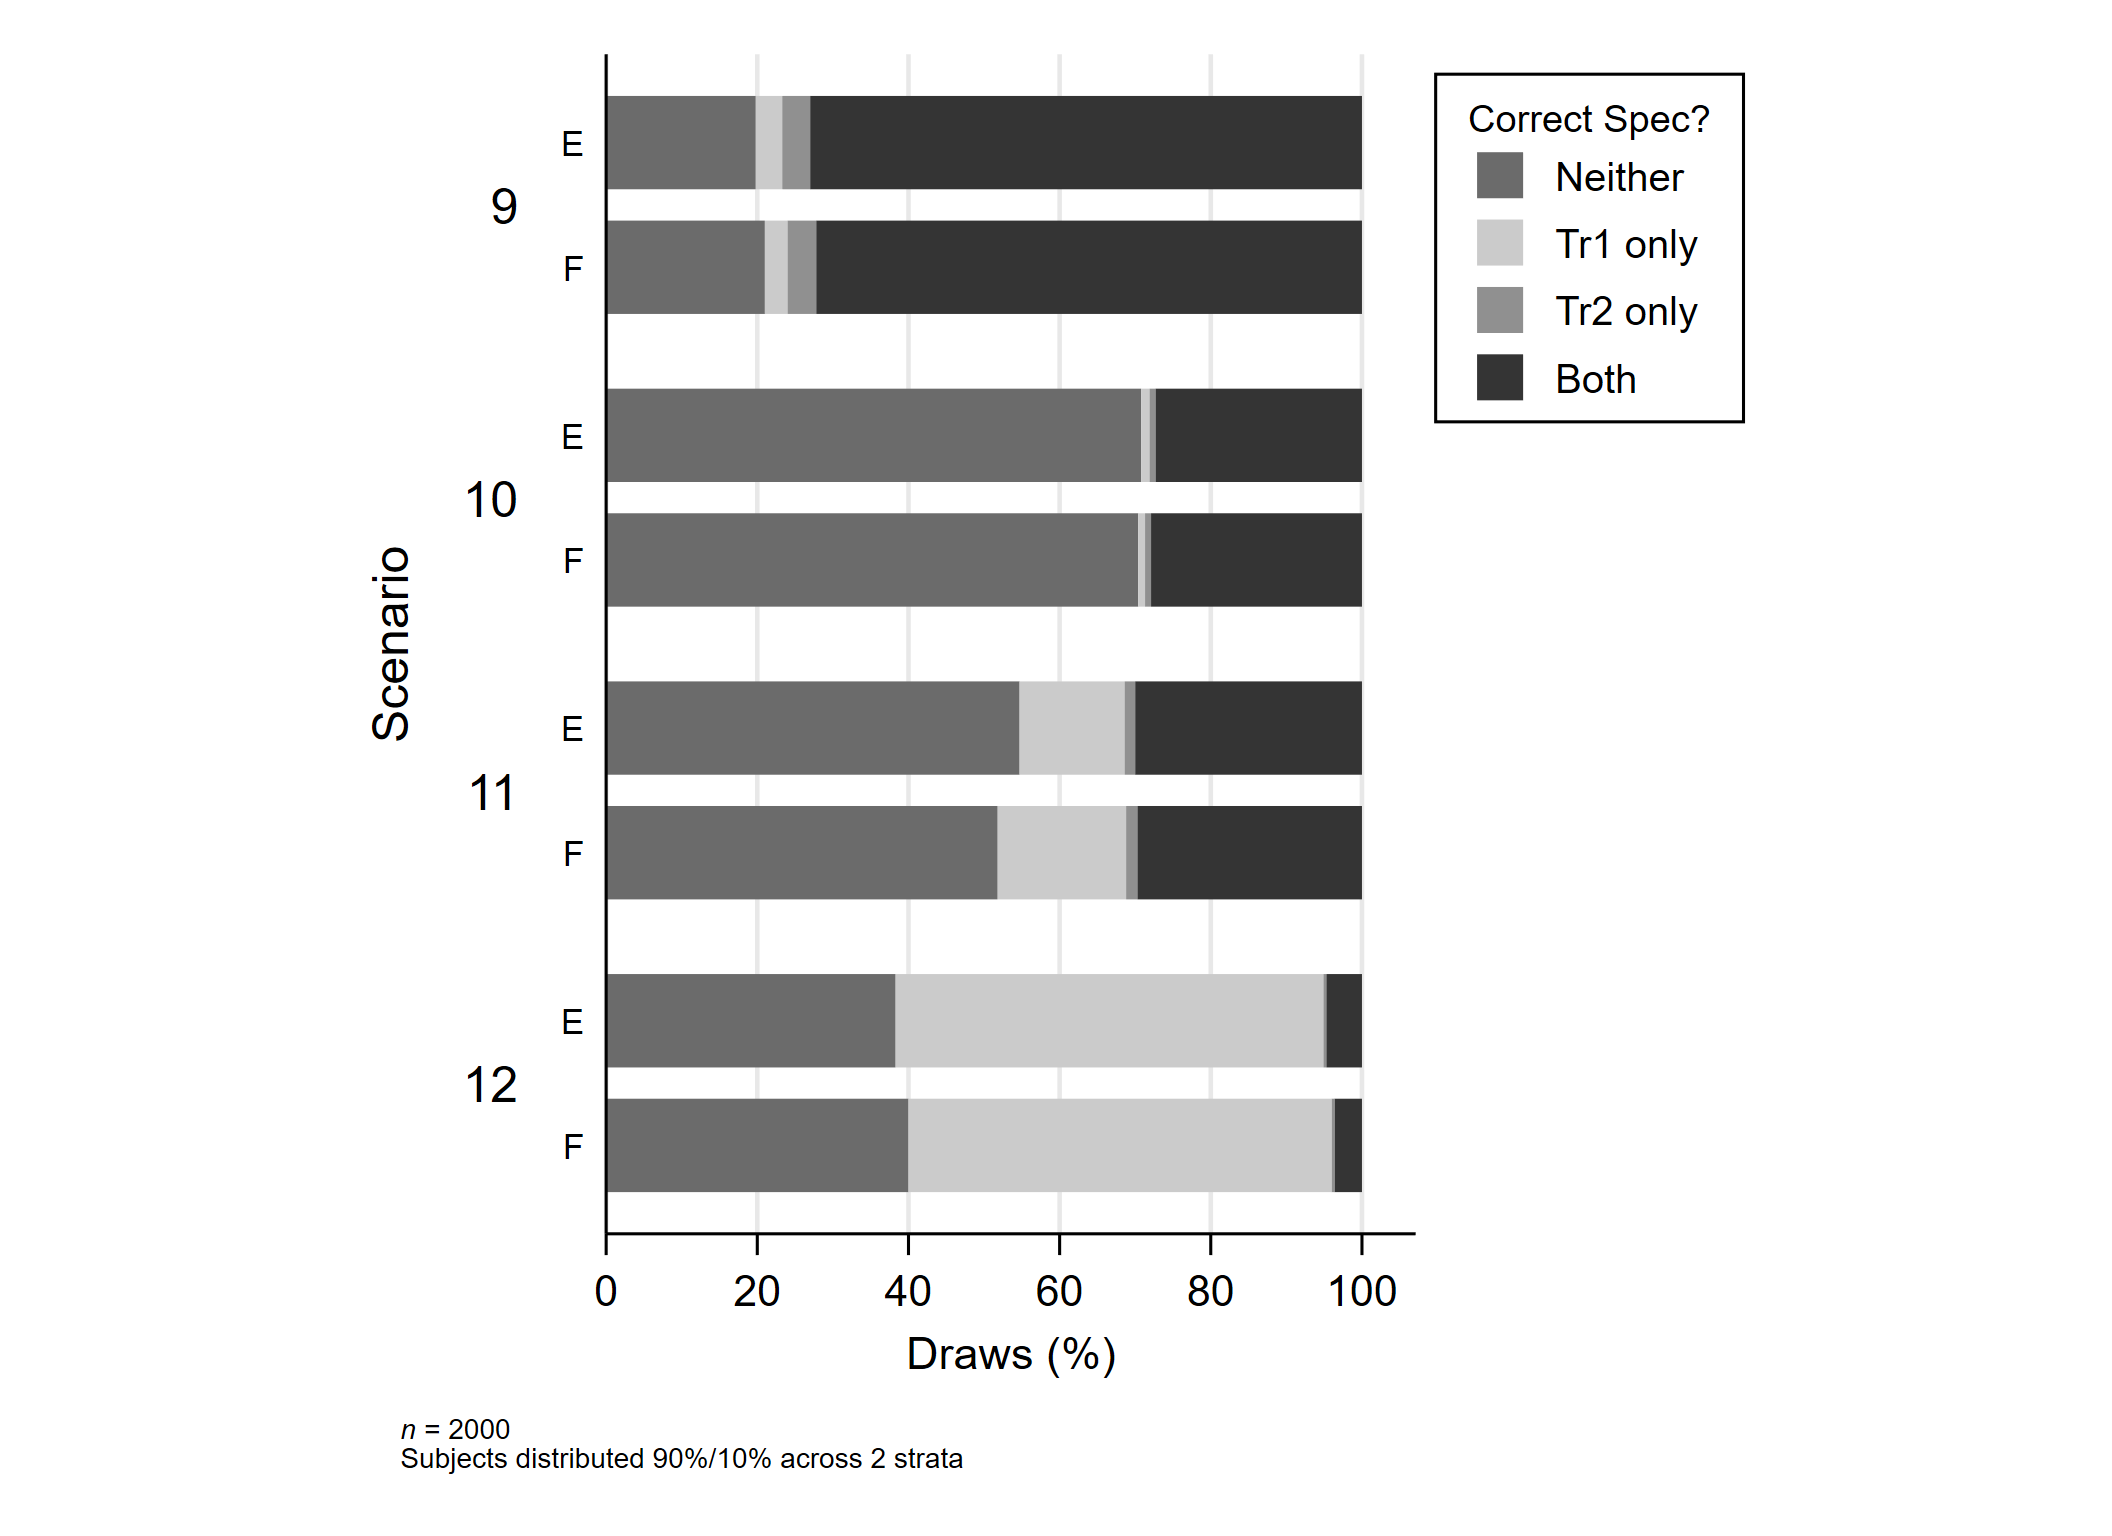 Correct Spec?
Neither
Tr1 only
Tr2 only
Both
Scenario
9
E
F
10
E
F
11
E
F
12
E
F
0 20 40 60 80 100
Draws (%)
n = 2000
Subjects distributed 90%/10% across 2 strata